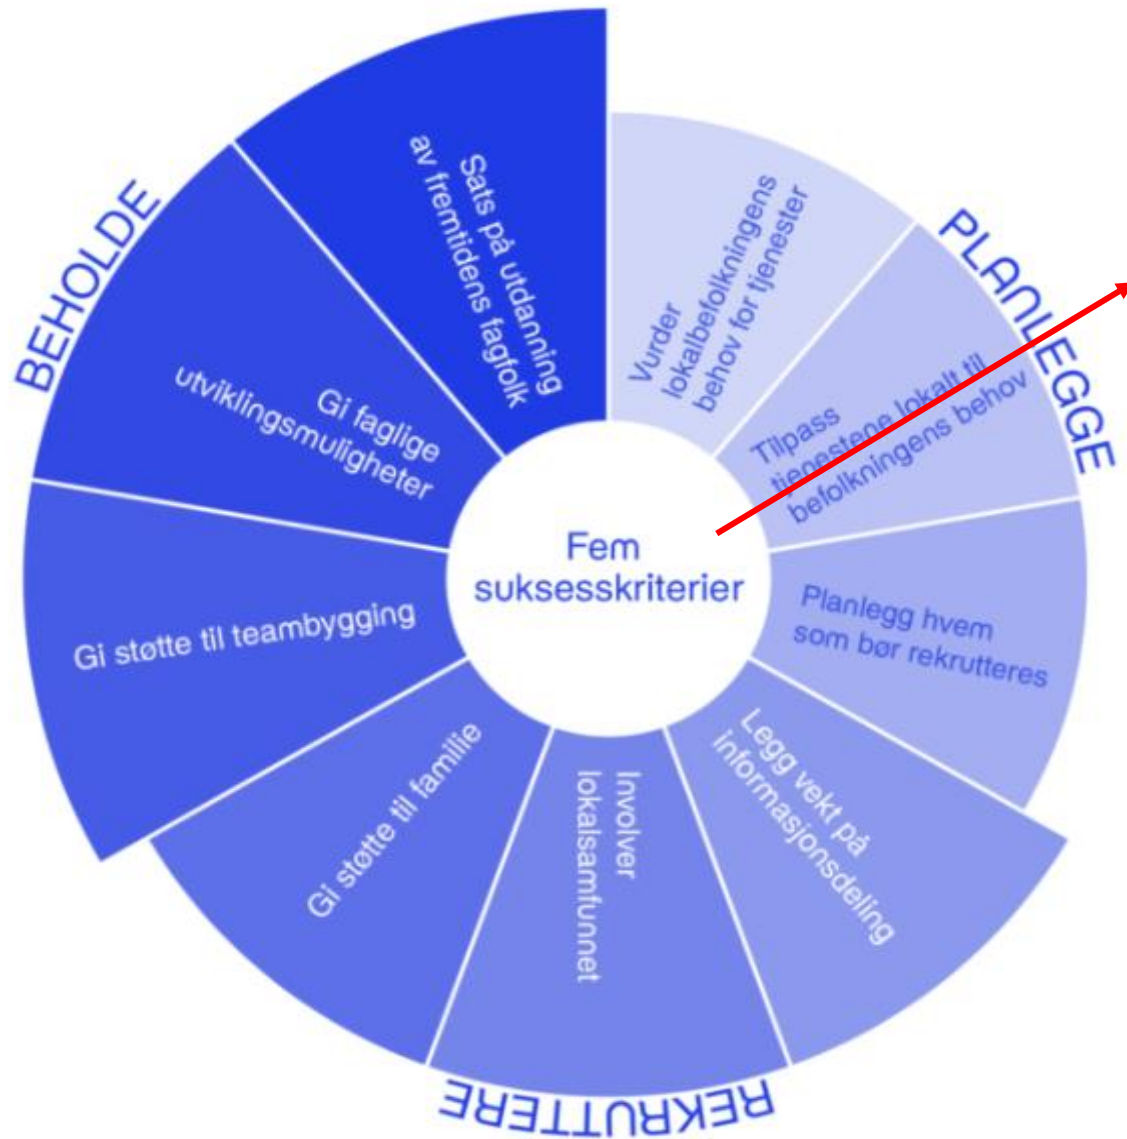 Fem
suksesskriterier
PLANLEGGE
Vurder
lokalbefolkningens
behov for tjenester
Tilpass
tjenestene lokalt til
befolkningens behov
Planlegg hvem
som bør rekrutteres
REKRUTTERE
Legg vekt på
informasjonsdeling
Involver
lokalsamfunnet
Gi støtte til familie
BEHOLDE
Gi støtte til teambygging
Gi faglige
utviklingsmuligheter
Sats på utdanning
av fremtidens fagfolk